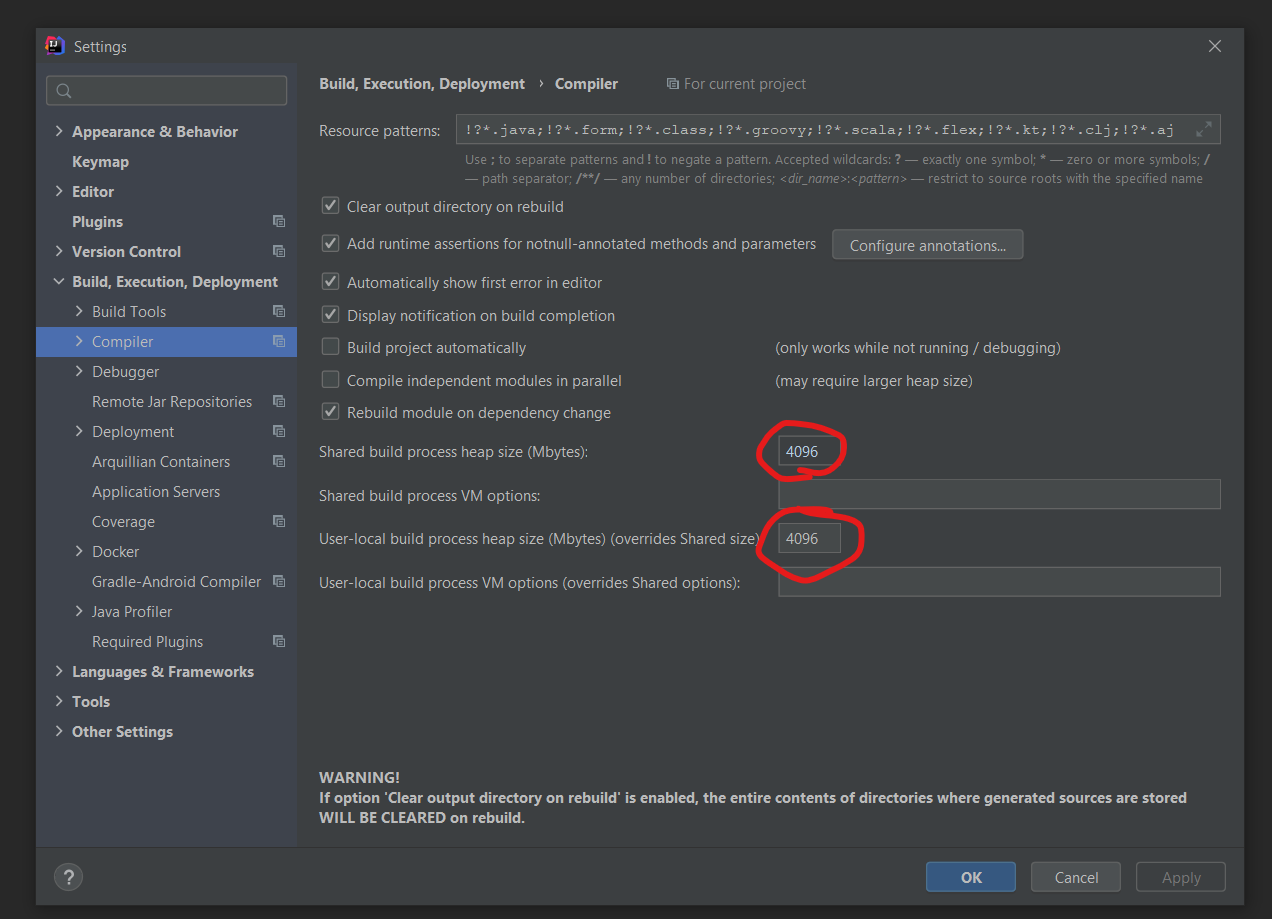 Settings
Build, Execution, Deployment › Compiler For current project
Appearance & Behavior
Keymap
Editor
Plugins
Version Control
Build, Execution, Deployment
Build Tools
Compiler
Debugger
Remote Jar Repositories
Deployment
Arquillian Containers
Application Servers
Coverage
Docker
Gradle-Android Compiler
Java Profiler
Required Plugins
Languages & Frameworks
Tools
Other Settings
Resource patterns: !?*.java;!?*.form;!?*.class;!?*.groovy;!?*.scala;!?*.flex;!?*.kt;!?*.clj;!?*.aj
Use ; to separate patterns and ! to negate a pattern. Accepted wildcards: ? — exactly one symbol; * — zero or more symbols; /
— path separator; /**/ — any number of directories; <dir_name>:<pattern> — restrict to source roots with the specified name
Clear output directory on rebuild
Add runtime assertions for notnull-annotated methods and parameters Configure annotations...
Automatically show first error in editor
Display notification on build completion
Build project automatically (only works while not running / debugging)
Compile independent modules in parallel (may require larger heap size)
Rebuild module on dependency change
Shared build process heap size (Mbytes): 4096
Shared build process VM options:
User-local build process heap size (Mbytes) (overrides Shared size) 4096
User-local build process VM options (overrides Shared options):
WARNING!
If option 'Clear output directory on rebuild' is enabled, the entire contents of directories where generated sources are stored
WILL BE CLEARED on rebuild.
? OK Cancel Apply